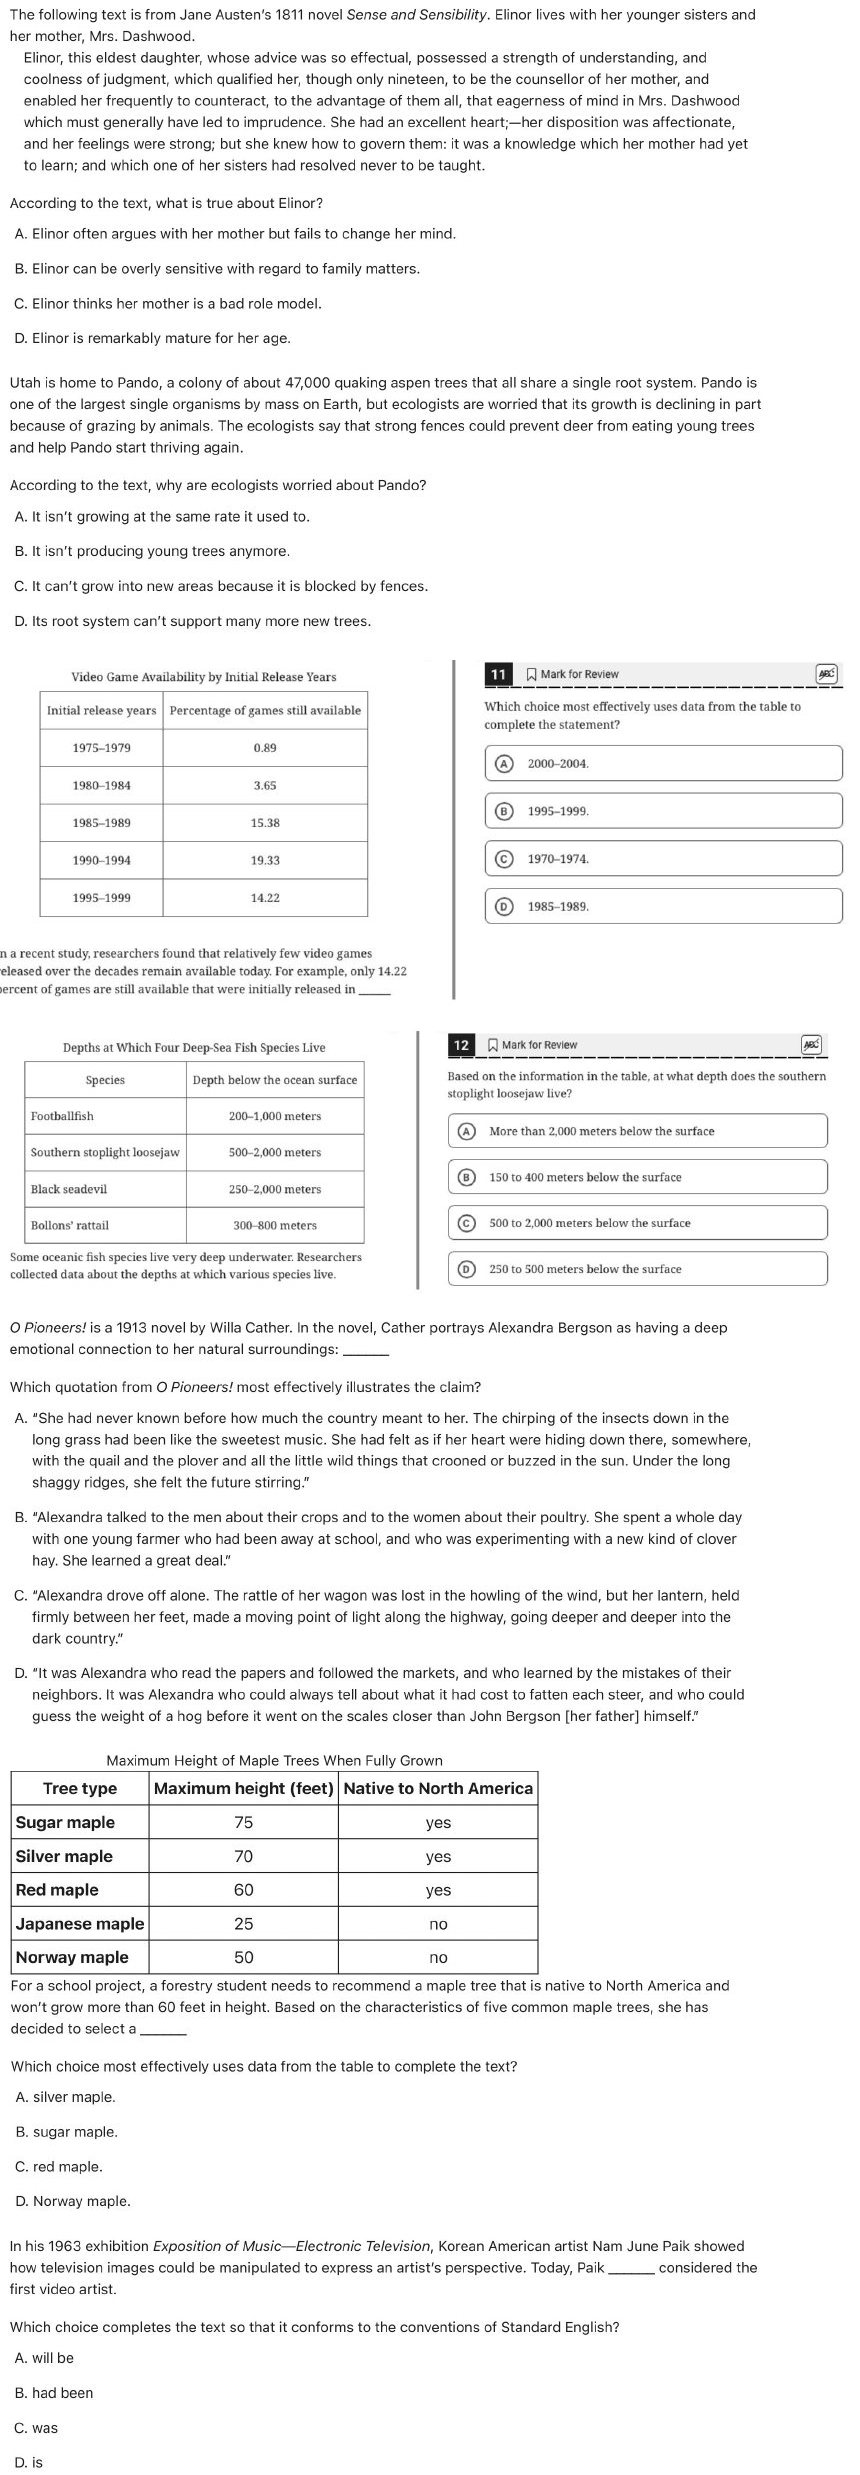 The following text is from Jane Austen's 1811 novel Sense and Sensibility. Elinor lives with her younger sisters and
her mother, Mrs. Dashwood.
Elinor, this eldest daughter, whose advice was so effectual, possessed a strength of understanding, and
coolness of judgment, which qualified her, though only nineteen, to be the counsellor of her mother, and
enabled her frequently to counteract, to the advantage of them all, that eagerness of mind in Mrs. Dashwood
which must generally have led to imprudence. She had an excellent heart;—her disposition was affectionate,
and her feelings were strong; but she knew how to govern them: it was a knowledge which her mother had yet
to learn; and which one of her sisters had resolved never to be taught.
According to the text, what is true about Elinor?
A. Elinor often argues with her mother but fails to change her mind.
B. Elinor can be overly sensitive with regard to family matters.
C. Elinor thinks her mother is a bad role model.
D. Elinor is remarkably mature for her age.
Utah is home to Pando, a colony of about 47,000 quaking aspen trees that all share a single root system. Pando is
one of the largest single organisms by mass on Earth, but ecologists are worried that its growth is declining in part
because of grazing by animals. The ecologists say that strong fences could prevent deer from eating young trees
and help Pando start thriving again.
According to the text, why are ecologists worried about Pando?
A. It isn't growing at the same rate it used to.
B. It isn't producing young trees anymore.
C. It can't grow into new areas because it is blocked by fences.
D. Its root system can't support many more new trees.
Video Game Availability by Initial Release Years
Initial release years Percentage of games still available
1975–1979 0.89
1980–1984 3.65
1985–1989 15.38
1990–1994 19.33
1995–1999 14.22
n a recent study, researchers found that relatively few video games
eleased over the decades remain available today. For example, only 14.22
percent of games are still available that were initially released in ______
11 Mark for Review ABC
Which choice most effectively uses data from the table to
complete the statement?
A 2000–2004.
B 1995–1999.
C 1970–1974.
D 1985–1989.
Depths at Which Four Deep-Sea Fish Species Live
Species Depth below the ocean surface
Footballfish 200–1,000 meters
Southern stoplight loosejaw 500–2,000 meters
Black seadevil 250–2,000 meters
Bollons' rattail 300–800 meters
Some oceanic fish species live very deep underwater. Researchers
collected data about the depths at which various species live.
12 Mark for Review ABC
Based on the information in the table, at what depth does the southern
stoplight loosejaw live?
A More than 2,000 meters below the surface
B 150 to 400 meters below the surface
C 500 to 2,000 meters below the surface
D 250 to 500 meters below the surface
O Pioneers! is a 1913 novel by Willa Cather. In the novel, Cather portrays Alexandra Bergson as having a deep
emotional connection to her natural surroundings: ______
Which quotation from O Pioneers! most effectively illustrates the claim?
A. "She had never known before how much the country meant to her. The chirping of the insects down in the
long grass had been like the sweetest music. She had felt as if her heart were hiding down there, somewhere,
with the quail and the plover and all the little wild things that crooned or buzzed in the sun. Under the long
shaggy ridges, she felt the future stirring."
B. "Alexandra talked to the men about their crops and to the women about their poultry. She spent a whole day
with one young farmer who had been away at school, and who was experimenting with a new kind of clover
hay. She learned a great deal."
C. "Alexandra drove off alone. The rattle of her wagon was lost in the howling of the wind, but her lantern, held
firmly between her feet, made a moving point of light along the highway, going deeper and deeper into the
dark country."
D. "It was Alexandra who read the papers and followed the markets, and who learned by the mistakes of their
neighbors. It was Alexandra who could always tell about what it had cost to fatten each steer, and who could
guess the weight of a hog before it went on the scales closer than John Bergson [her father] himself."
Maximum Height of Maple Trees When Fully Grown
Tree type Maximum height (feet) Native to North America
Sugar maple 75 yes
Silver maple 70 yes
Red maple 60 yes
Japanese maple 25 no
Norway maple 50 no
For a school project, a forestry student needs to recommend a maple tree that is native to North America and
won't grow more than 60 feet in height. Based on the characteristics of five common maple trees, she has
decided to select a ______
Which choice most effectively uses data from the table to complete the text?
A. silver maple.
B. sugar maple.
C. red maple.
D. Norway maple.
In his 1963 exhibition Exposition of Music—Electronic Television, Korean American artist Nam June Paik showed
how television images could be manipulated to express an artist's perspective. Today, Paik ______ considered the
first video artist.
Which choice completes the text so that it conforms to the conventions of Standard English?
A. will be
B. had been
C. was
D. is